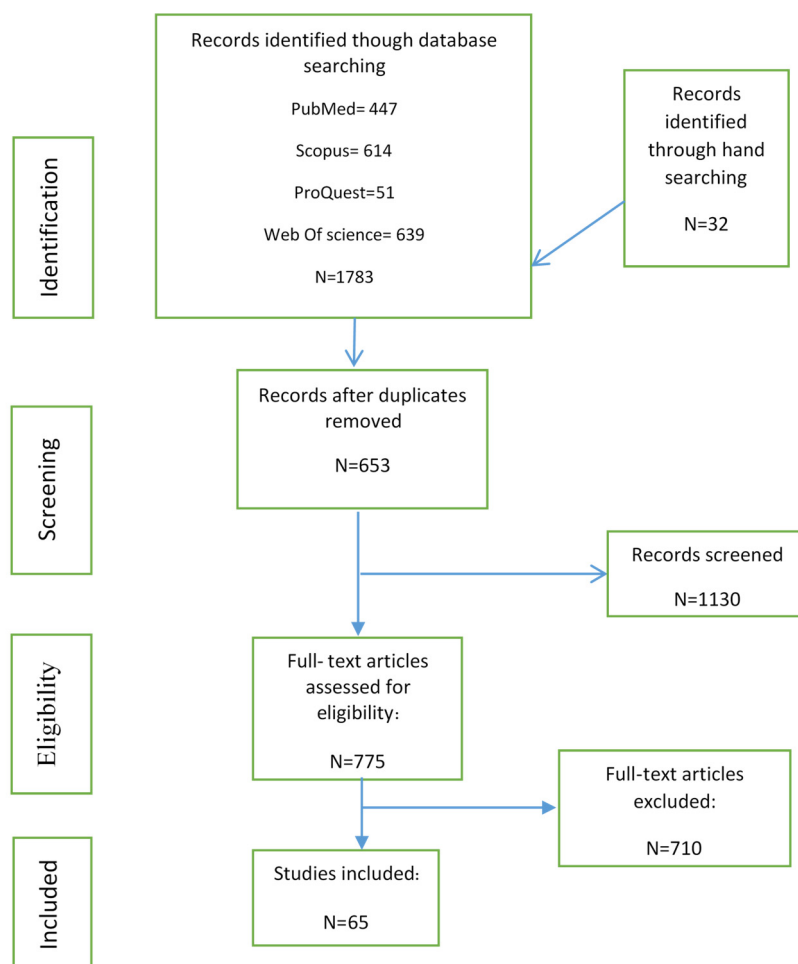 Records identified though database
searching
PubMed= 447
Scopus= 614
ProQuest=51
Web Of science= 639
N=1783
Records
identified
through hand
searching
N=32
Identification
Records after duplicates
removed
N=653
Screening
Records screened
N=1130
Full- text articles
assessed for
eligibility:
N=775
Eligibility
Full-text articles
excluded:
N=710
Studies included:
N=65
Included